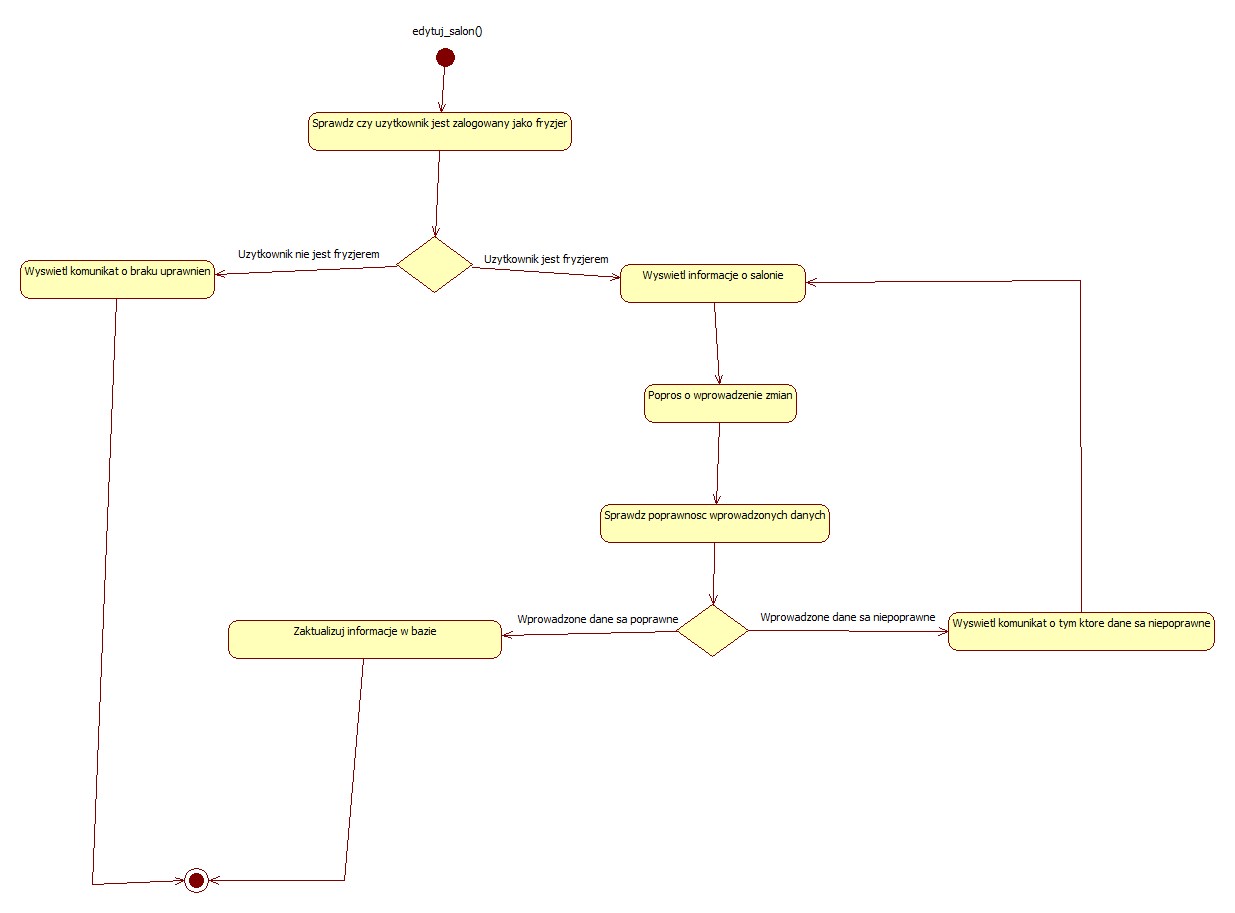 edytuj_salon()
Sprawdz czy uzytkownik jest zalogowany jako fryzjer
Uzytkownik nie jest fryzjerem
Uzytkownik jest fryzjerem
Wyswietl komunikat o braku uprawnien
Wyswietl informacje o salonie
Popros o wprowadzenie zmian
Sprawdz poprawnosc wprowadzonych danych
Wprowadzone dane sa poprawne
Wprowadzone dane sa niepoprawne
Zaktualizuj informacje w bazie
Wyswietl komunikat o tym ktore dane sa niepoprawne